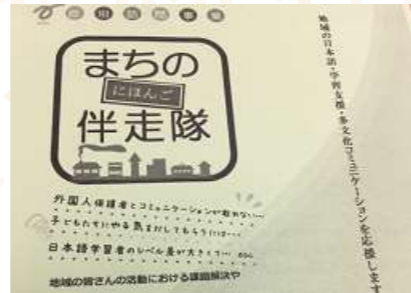 訪問事業
まちの
にほんご
伴走隊
外国人保護者とコミュニケーションが取れない…
子どもたちにやる気をだしてもらうには…
日本語学習者のレベル差が大きくて… etc
地域の皆さんの活動における課題解決や
地域の日本語・学習支援・多文化コミュニケーションを応援します